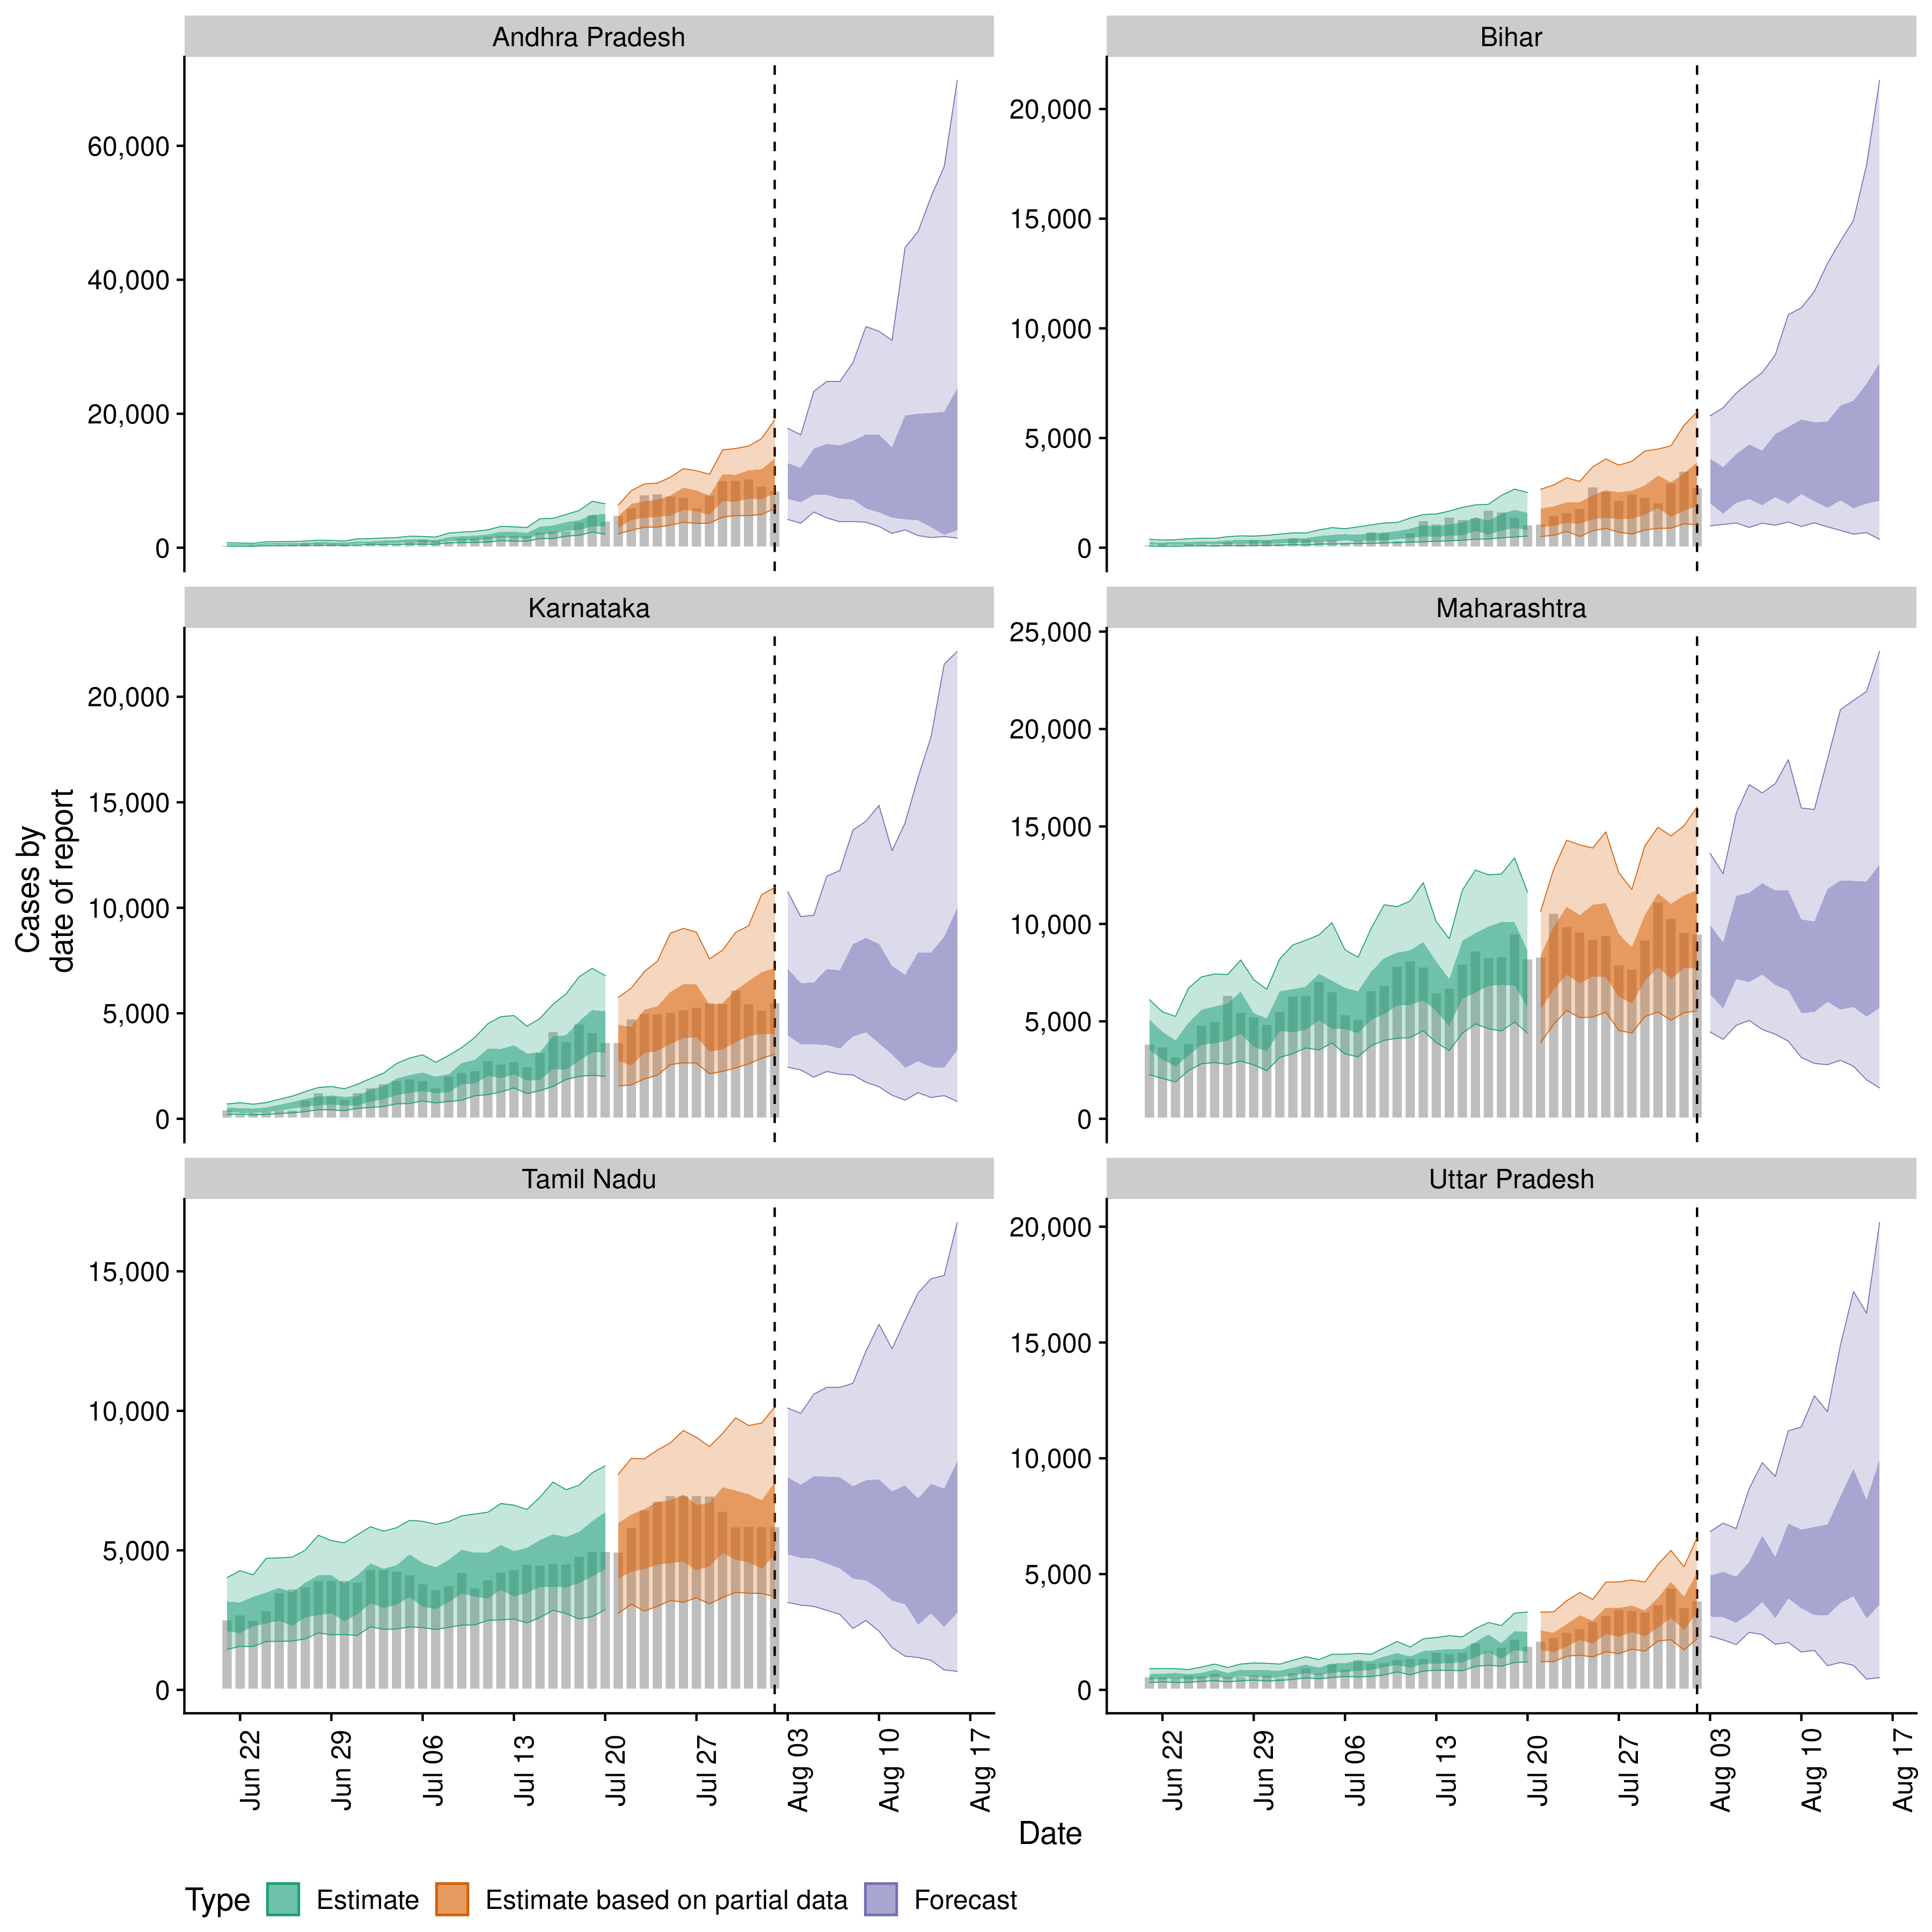 Andhra Pradesh
60,000
40,000
20,000
0
Bihar
20,000
15,000
10,000
5,000
0
Cases by
date of report
Karnataka
20,000
15,000
10,000
5,000
0
Maharashtra
25,000
20,000
15,000
10,000
5,000
0
Tamil Nadu
15,000
10,000
5,000
0
Uttar Pradesh
20,000
15,000
10,000
5,000
0
Jun 22
Jun 29
Jul 06
Jul 13
Jul 20
Jul 27
Aug 03
Aug 10
Aug 17
Jun 22
Jun 29
Jul 06
Jul 13
Jul 20
Jul 27
Aug 03
Aug 10
Aug 17
Date
Type Estimate Estimate based on partial data Forecast